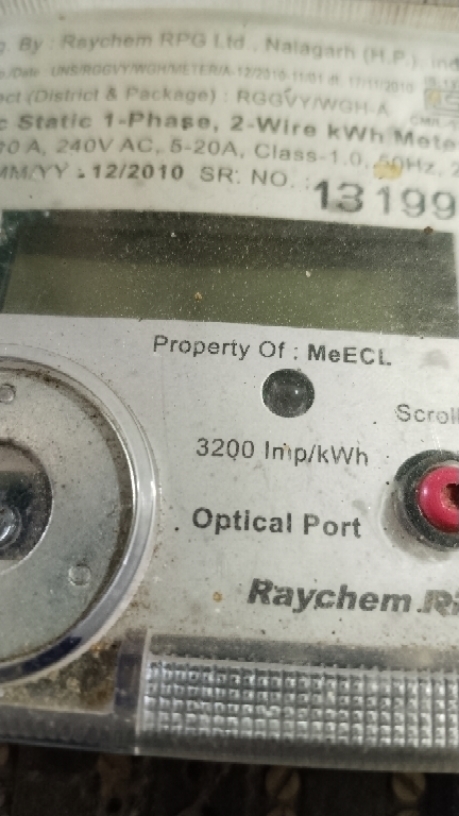 . By : Raychem RPG Ltd., Nalagarh (H.P.), Ind
ect (District & Package) : RGGVY/WGH-A
c Static 1-Phase, 2-Wire kWh Mete
0 A, 240V AC, 5-20A, Class-1.0, 50Hz, 2
MM/YY : 12/2010 SR. NO. :
13199
Property Of : MeECL
Scroll
3200 Imp/kWh
Optical Port
Raychem